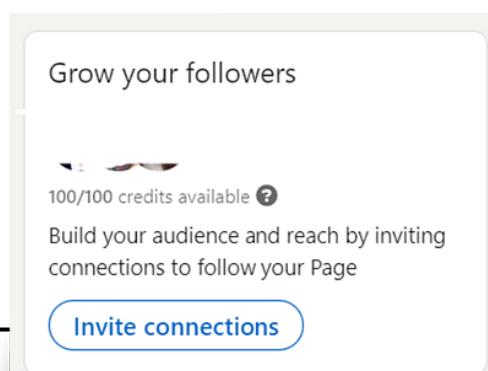 Grow your followers
100/100 credits available ?
Build your audience and reach by inviting
connections to follow your Page
Invite connections